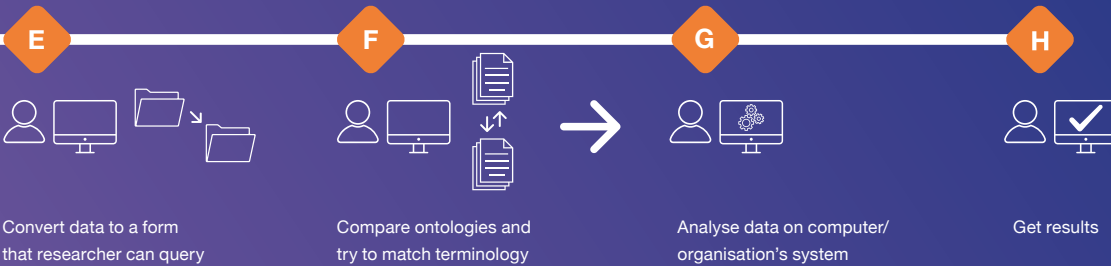 E
F
G
H
Convert data to a form
that researcher can query
Compare ontologies and
try to match terminology
Analyse data on computer/
organisation's system
Get results